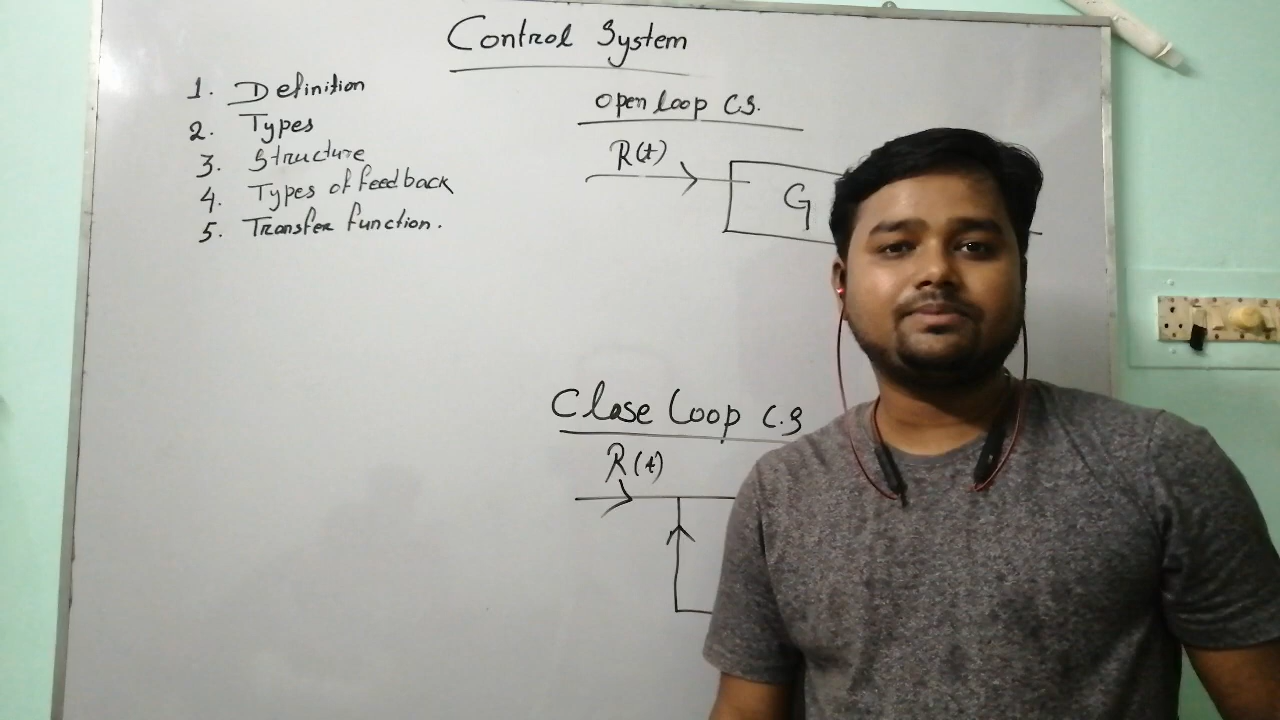 Control System
1. Definition
2. Types
3. Structure
4. Types of feedback
5. Transfer function.
open loop C.S.
R(t)
G
Close Loop C.S
R(t)